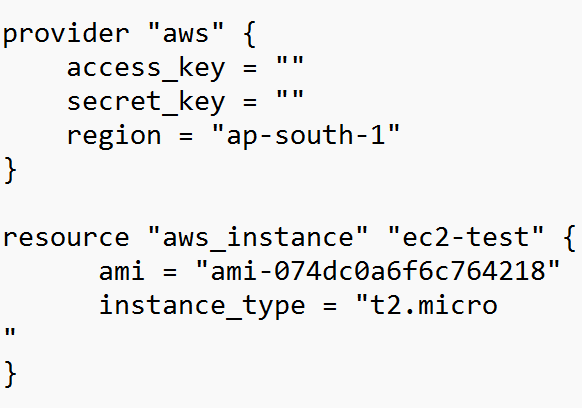 provider "aws" {
    access_key = ""
    secret_key = ""
    region = "ap-south-1"
}

resource "aws_instance" "ec2-test" {
      ami = "ami-074dc0a6f6c764218"
      instance_type = "t2.micro
"
}